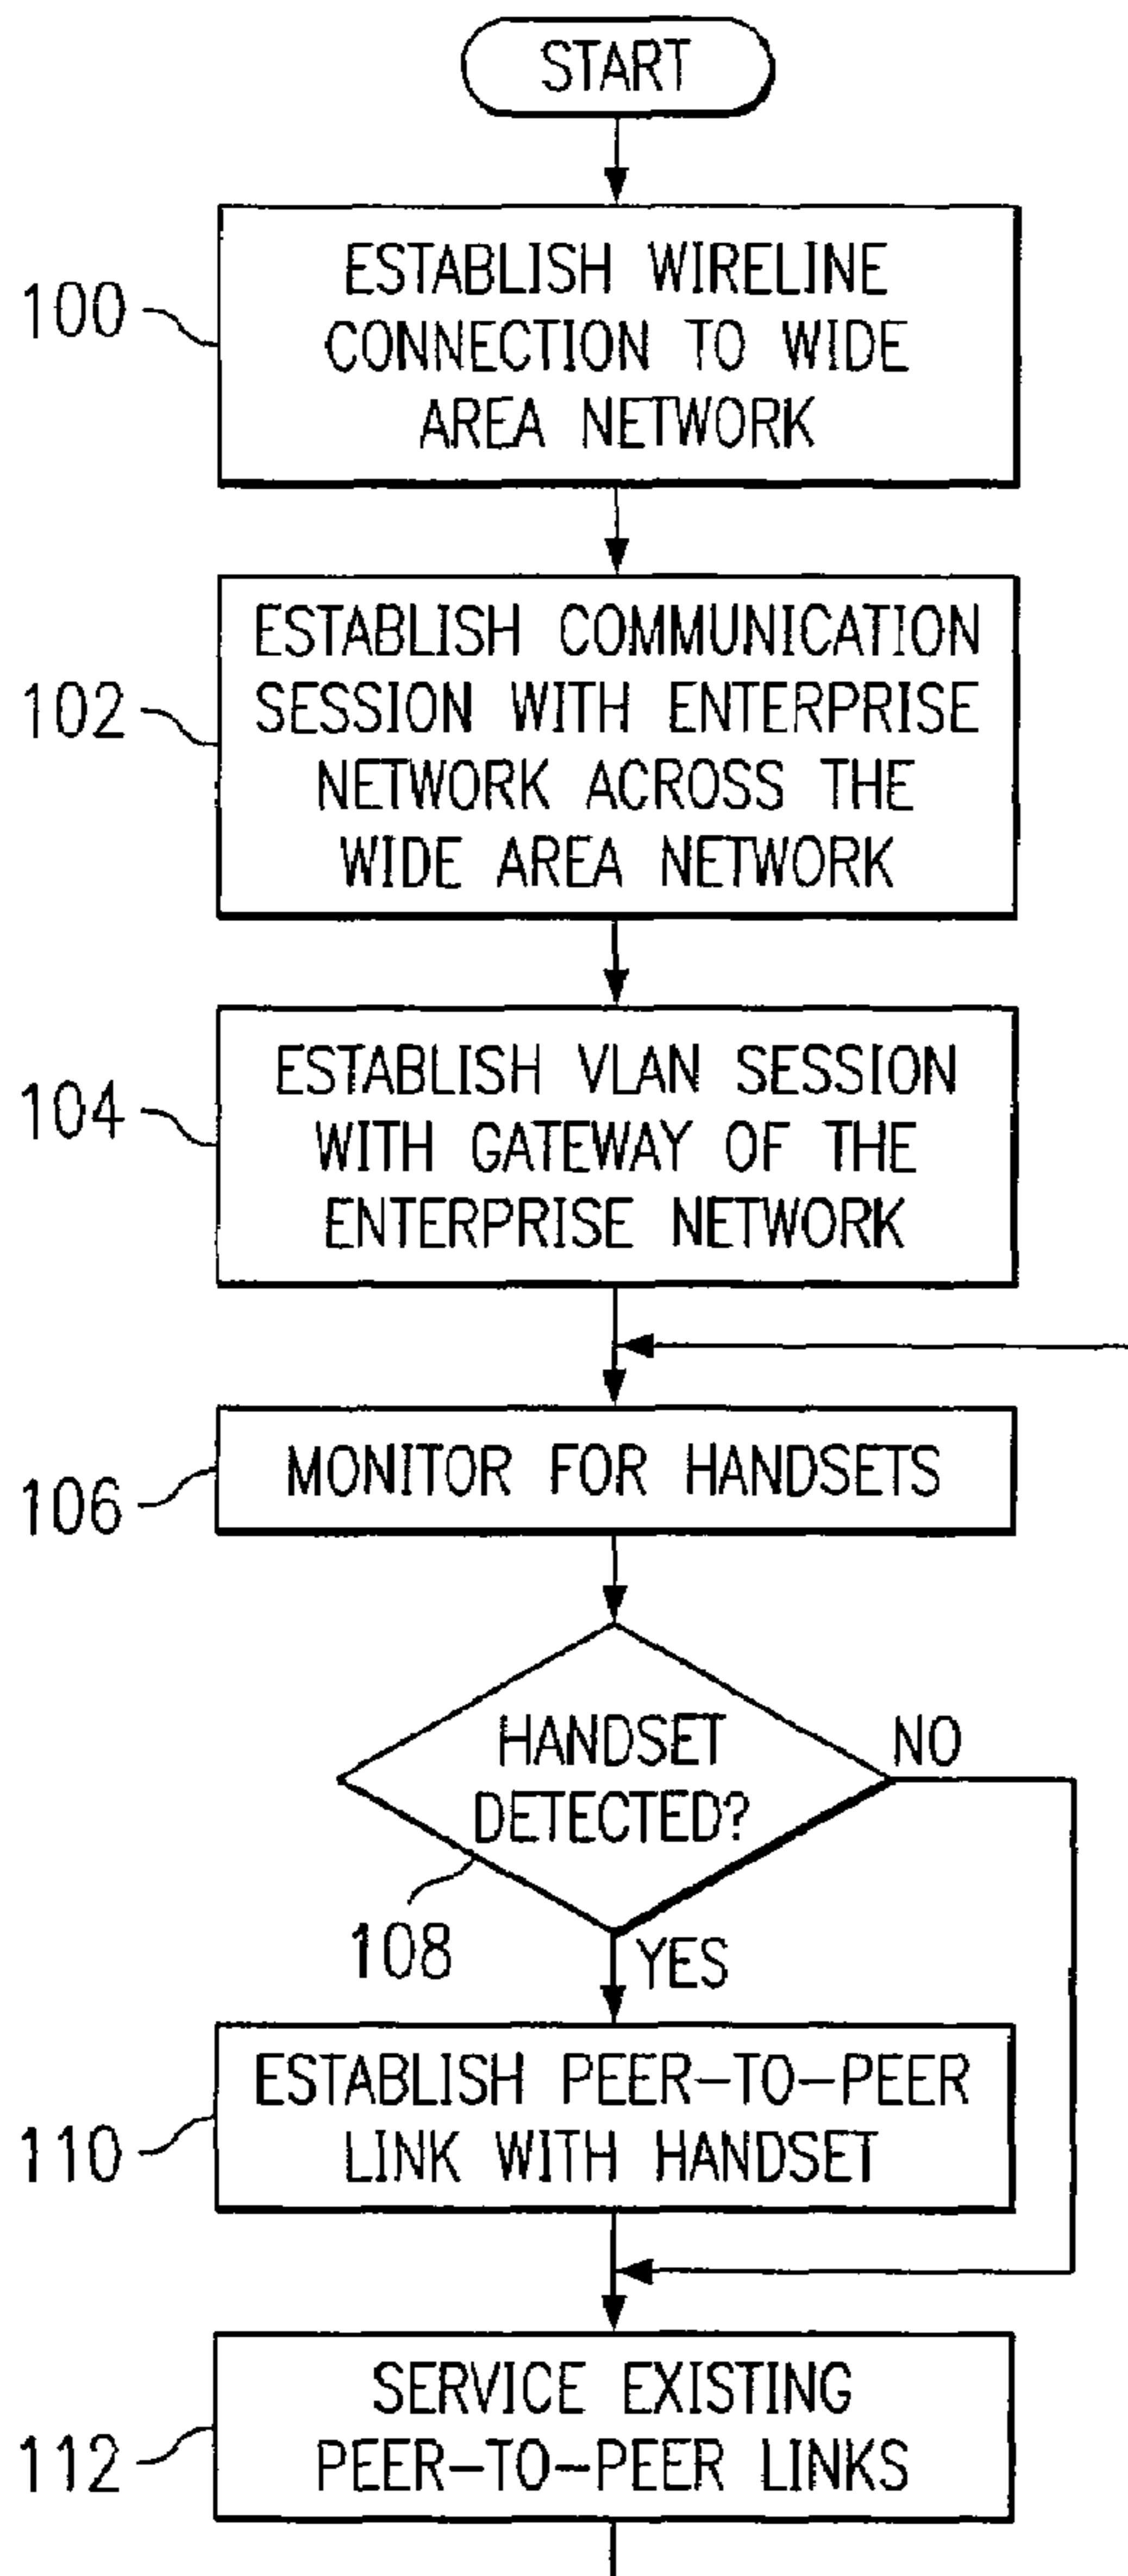 START
100
ESTABLISH WIRELINE
CONNECTION TO WIDE
AREA NETWORK
102
ESTABLISH COMMUNICATION
SESSION WITH ENTERPRISE
NETWORK ACROSS THE
WIDE AREA NETWORK
104
ESTABLISH VLAN SESSION
WITH GATEWAY OF THE
ENTERPRISE NETWORK
106
MONITOR FOR HANDSETS
HANDSET
DETECTED?
NO
108
YES
110
ESTABLISH PEER-TO-PEER
LINK WITH HANDSET
112
SERVICE EXISTING
PEER-TO-PEER LINKS